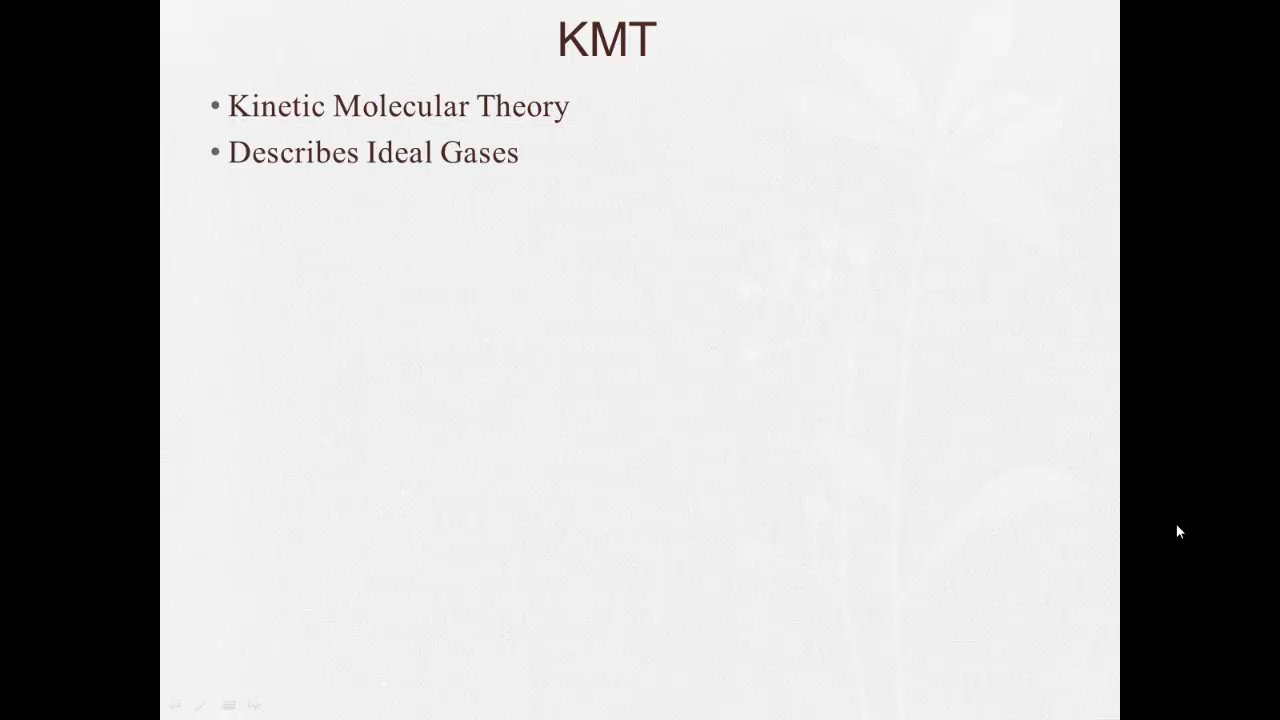 KMT
• Kinetic Molecular Theory
• Describes Ideal Gases